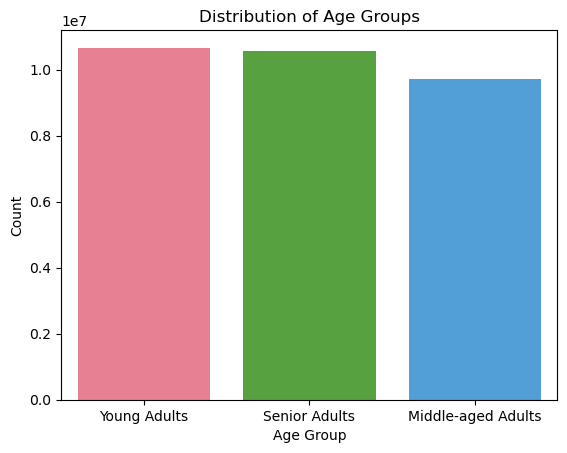 Distribution of Age Groups
1e7
1.0
0.8
0.6
0.4
0.2
0.0
Count
Young Adults
Senior Adults
Middle-aged Adults
Age Group